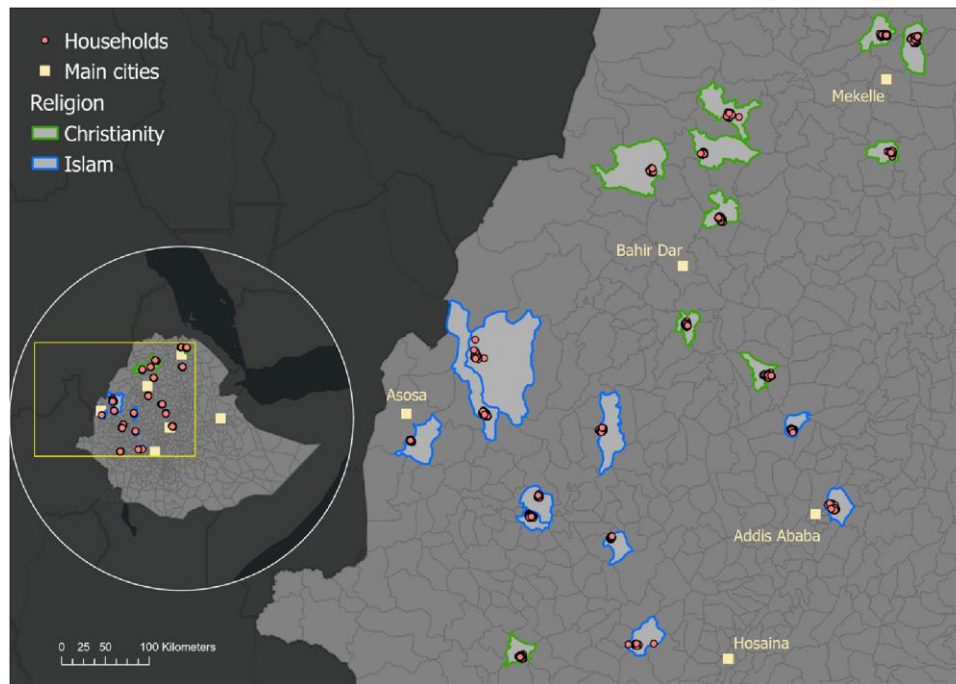 Households
Main cities
Religion
Christianity
Islam
Mekelle
Bahir Dar
Asosa
Addis Ababa
Hosaina
0 25 50 100 Kilometers